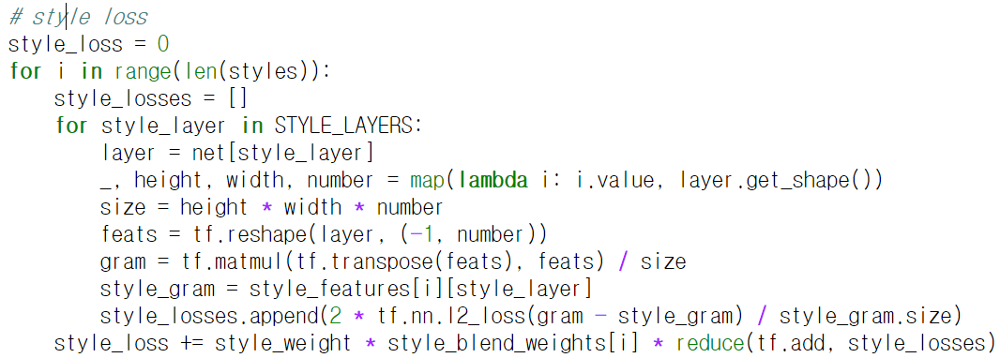 # style loss
style_loss = 0
for i in range(len(styles)):
    style_losses = []
    for style_layer in STYLE_LAYERS:
        layer = net[style_layer]
        _, height, width, number = map(lambda i: i.value, layer.get_shape())
        size = height * width * number
        feats = tf.reshape(layer, (-1, number))
        gram = tf.matmul(tf.transpose(feats), feats) / size
        style_gram = style_features[i][style_layer]
        style_losses.append(2 * tf.nn.l2_loss(gram - style_gram) / style_gram.size)
    style_loss += style_weight * style_blend_weights[i] * reduce(tf.add, style_losses)